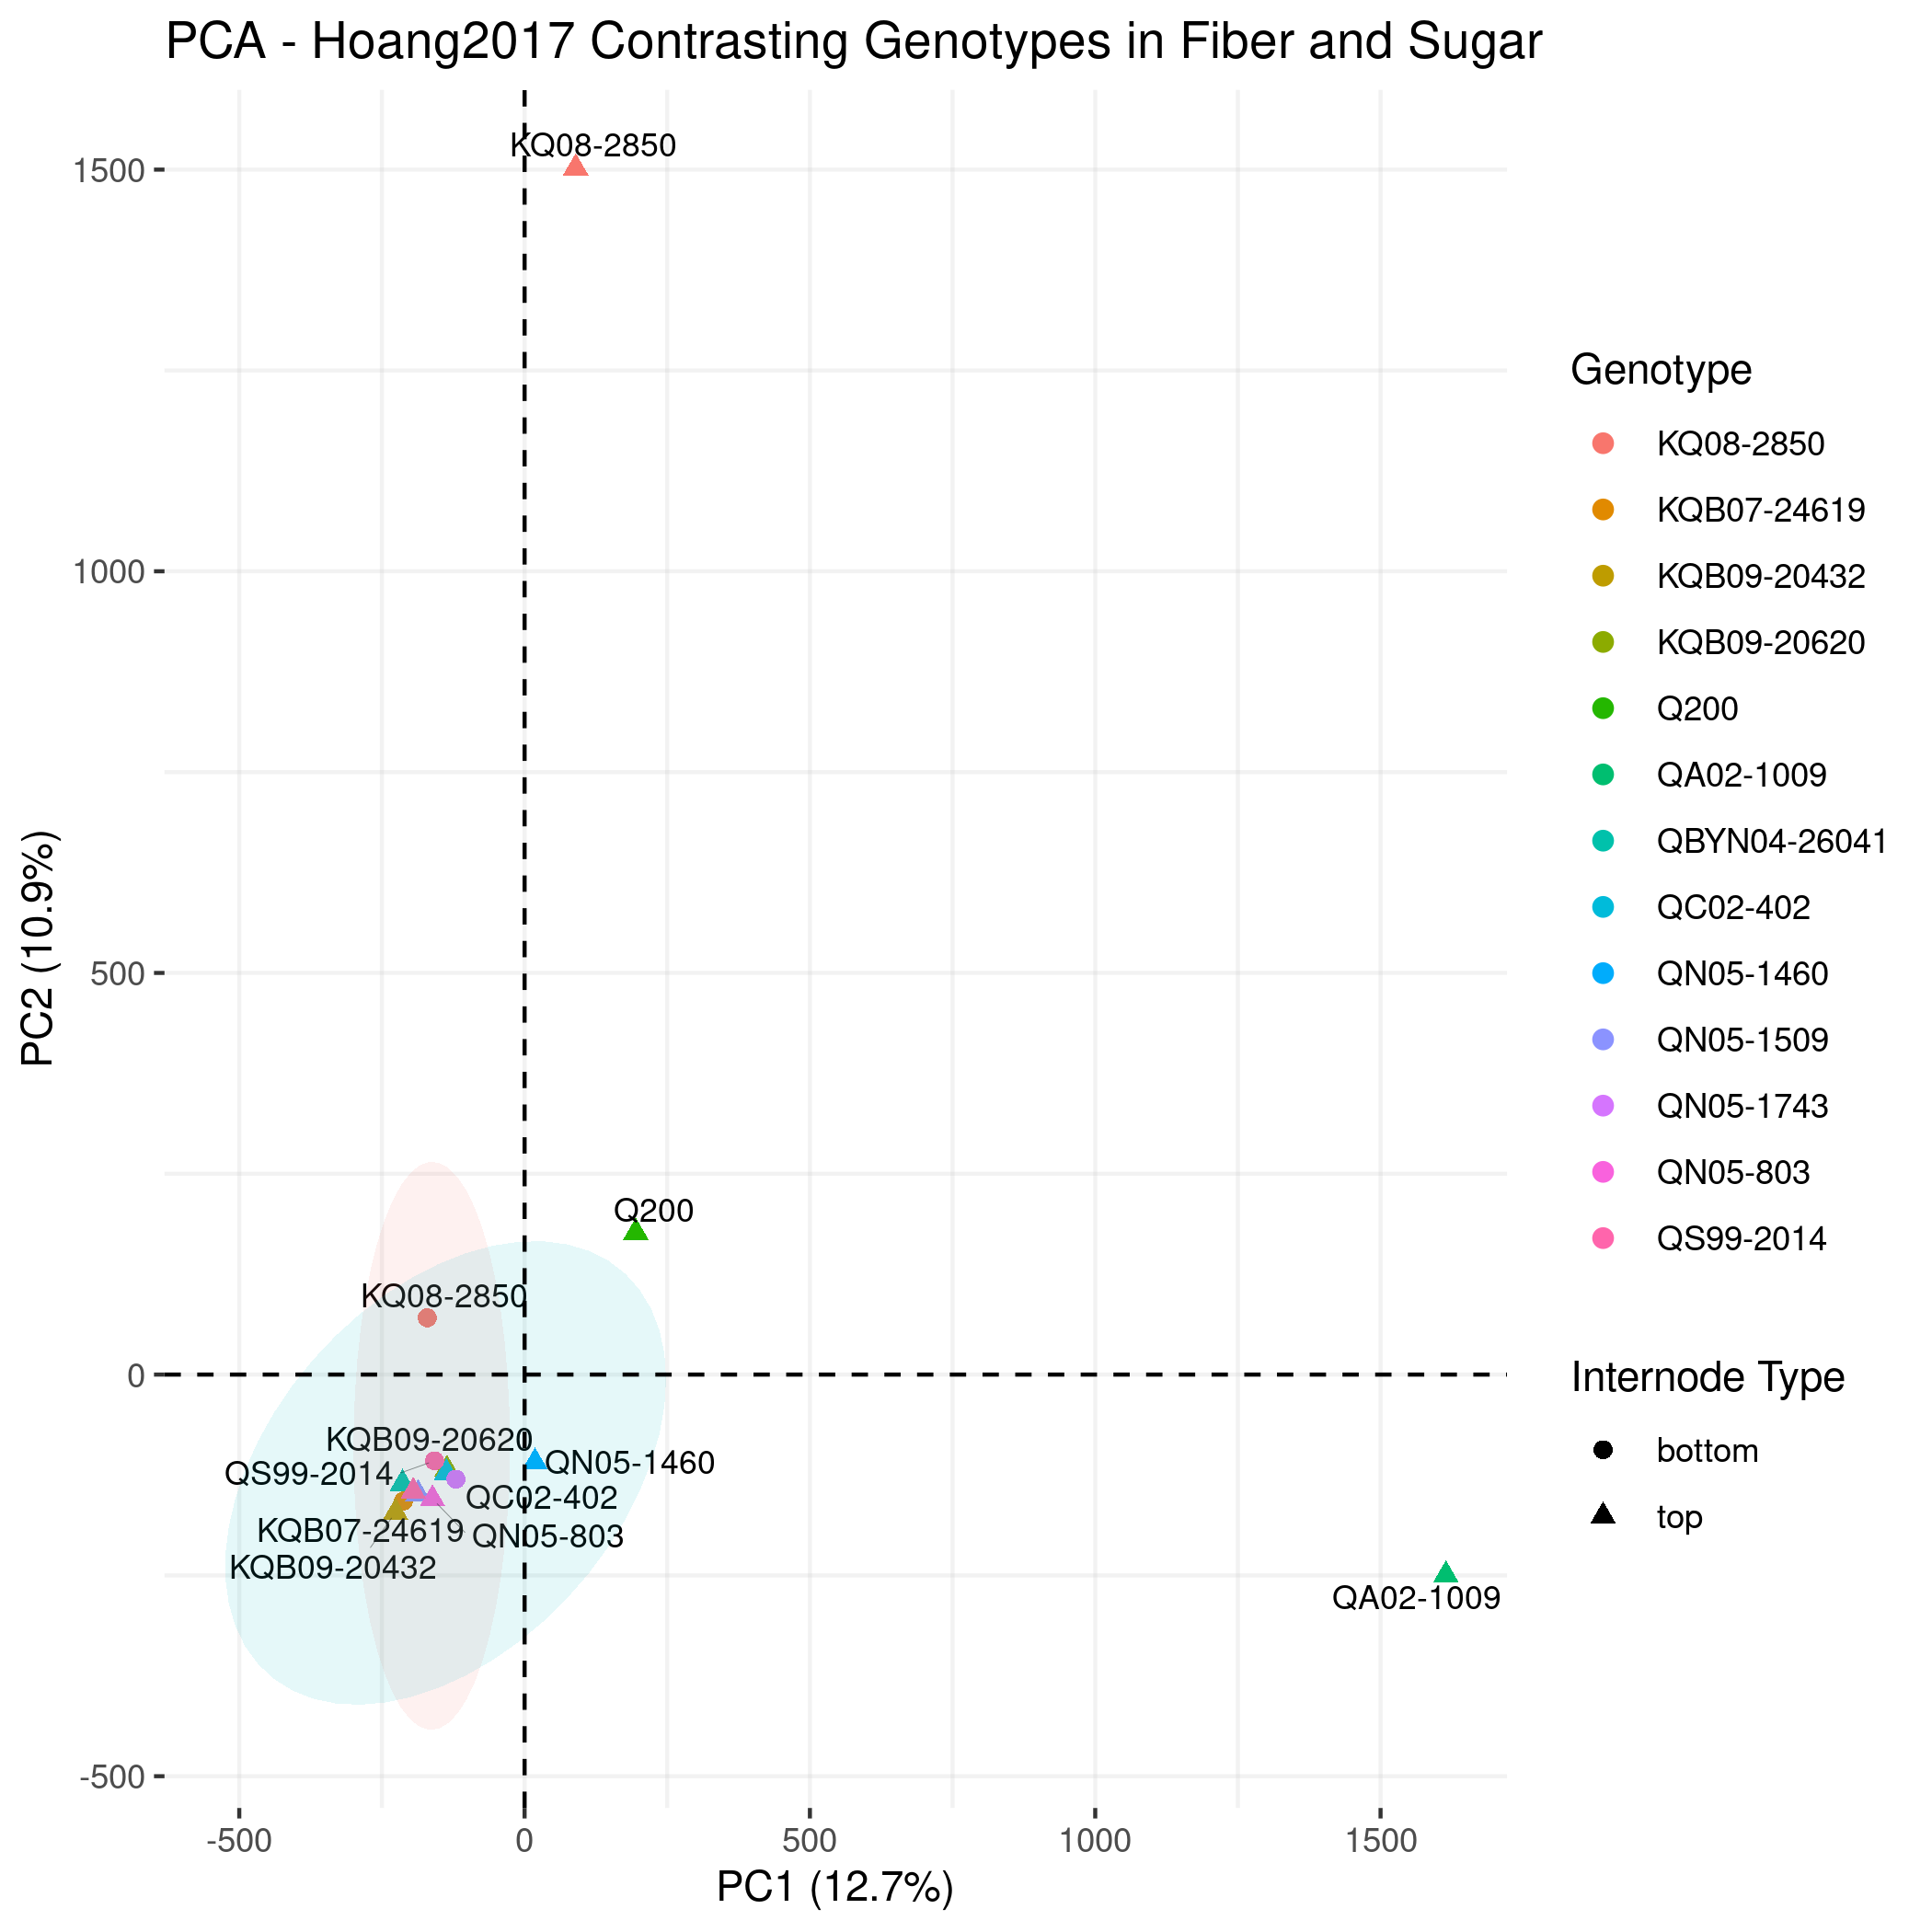 PCA - Hoang2017 Contrasting Genotypes in Fiber and Sugar
PC2 (10.9%)
1500
1000
500
0
-500
KQ08-2850
Q200
KQ08-2850
KQB09-20620
QS99-2014
QN05-1460
QC02-402
KQB07-24619
QN05-803
KQB09-20432
QA02-1009
-500
0
500
1000
1500
PC1 (12.7%)
Genotype
KQ08-2850
KQB07-24619
KQB09-20432
KQB09-20620
Q200
QA02-1009
QBYN04-26041
QC02-402
QN05-1460
QN05-1509
QN05-1743
QN05-803
QS99-2014
Internode Type
bottom
top